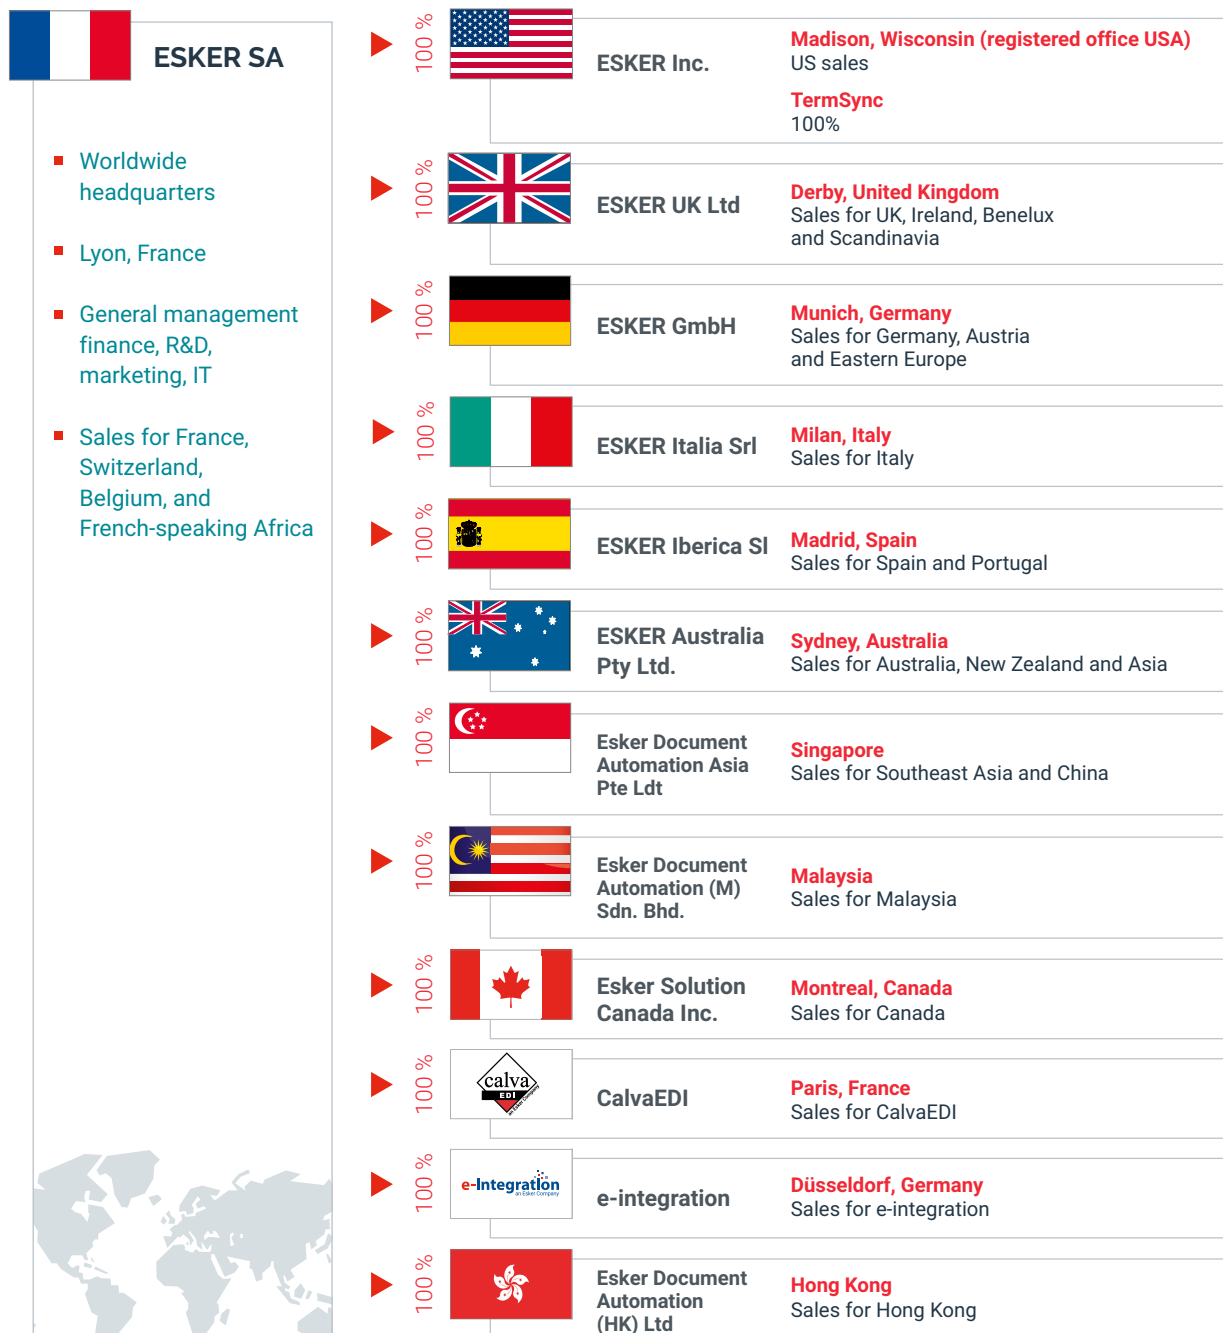 ESKER SA
Worldwide
headquarters
Lyon, France
General management
finance, R&D,
marketing, IT
Sales for France,
Switzerland,
Belgium, and
French-speaking Africa
100 %
ESKER Inc.
Madison, Wisconsin (registered office USA)
US sales
TermSync
100%
100 %
ESKER UK Ltd
Derby, United Kingdom
Sales for UK, Ireland, Benelux
and Scandinavia
100 %
ESKER GmbH
Munich, Germany
Sales for Germany, Austria
and Eastern Europe
100 %
ESKER Italia Srl
Milan, Italy
Sales for Italy
100 %
ESKER Iberica Sl
Madrid, Spain
Sales for Spain and Portugal
100 %
ESKER Australia
Pty Ltd.
Sydney, Australia
Sales for Australia, New Zealand and Asia
100 %
Esker Document
Automation Asia
Pte Ldt
Singapore
Sales for Southeast Asia and China
100 %
Esker Document
Automation (M)
Sdn. Bhd.
Malaysia
Sales for Malaysia
100 %
Esker Solution
Canada Inc.
Montreal, Canada
Sales for Canada
100 %
calva
EDI
an Esker Company
CalvaEDI
Paris, France
Sales for CalvaEDI
100 %
e-Integration
an Esker Company
e-integration
Düsseldorf, Germany
Sales for e-integration
100 %
Esker Document
Automation
(HK) Ltd
Hong Kong
Sales for Hong Kong